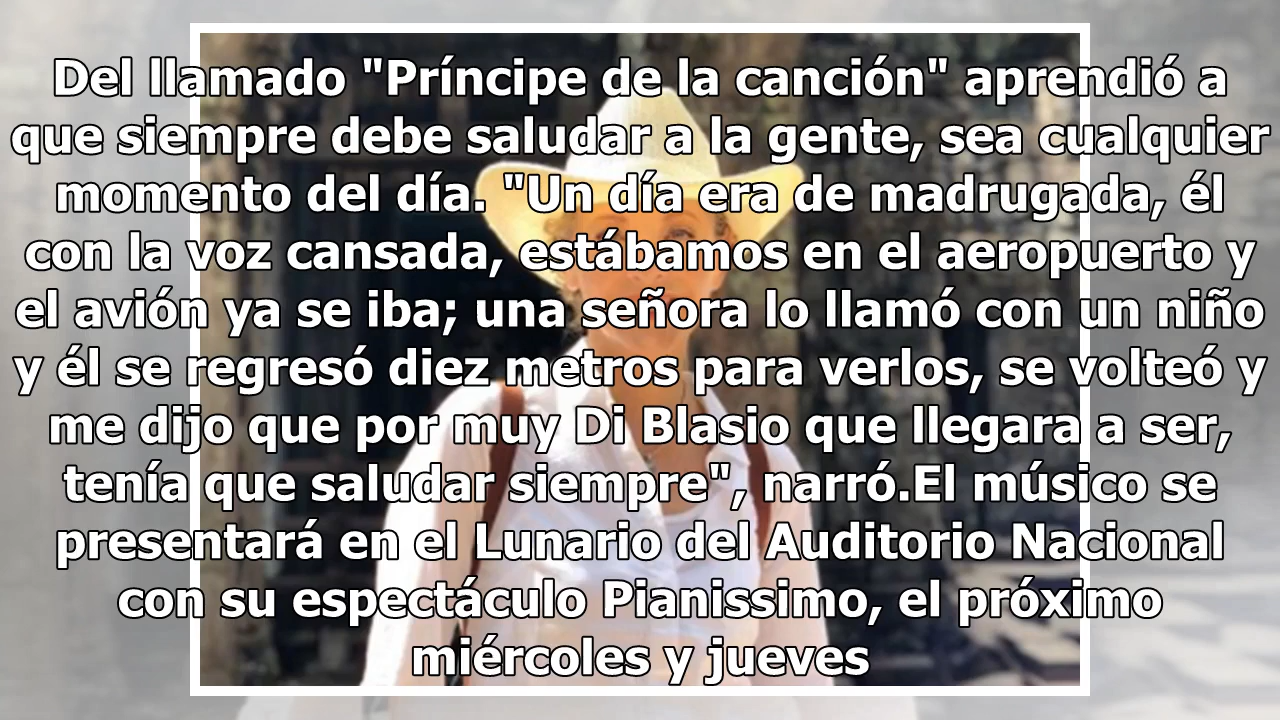 Del llamado "Príncipe de la canción" aprendió a
que siempre debe saludar a la gente, sea cualquier
momento del día. "Un día era de madrugada, él
con la voz cansada, estábamos en el aeropuerto y
el avión ya se iba; una señora lo llamó con un niño
y él se regresó diez metros para verlos, se volteó y
me dijo que por muy Di Blasio que llegara a ser,
tenía que saludar siempre", narró.El músico se
presentará en el Lunario del Auditorio Nacional
con su espectáculo Pianissimo, el próximo
miércoles y jueves